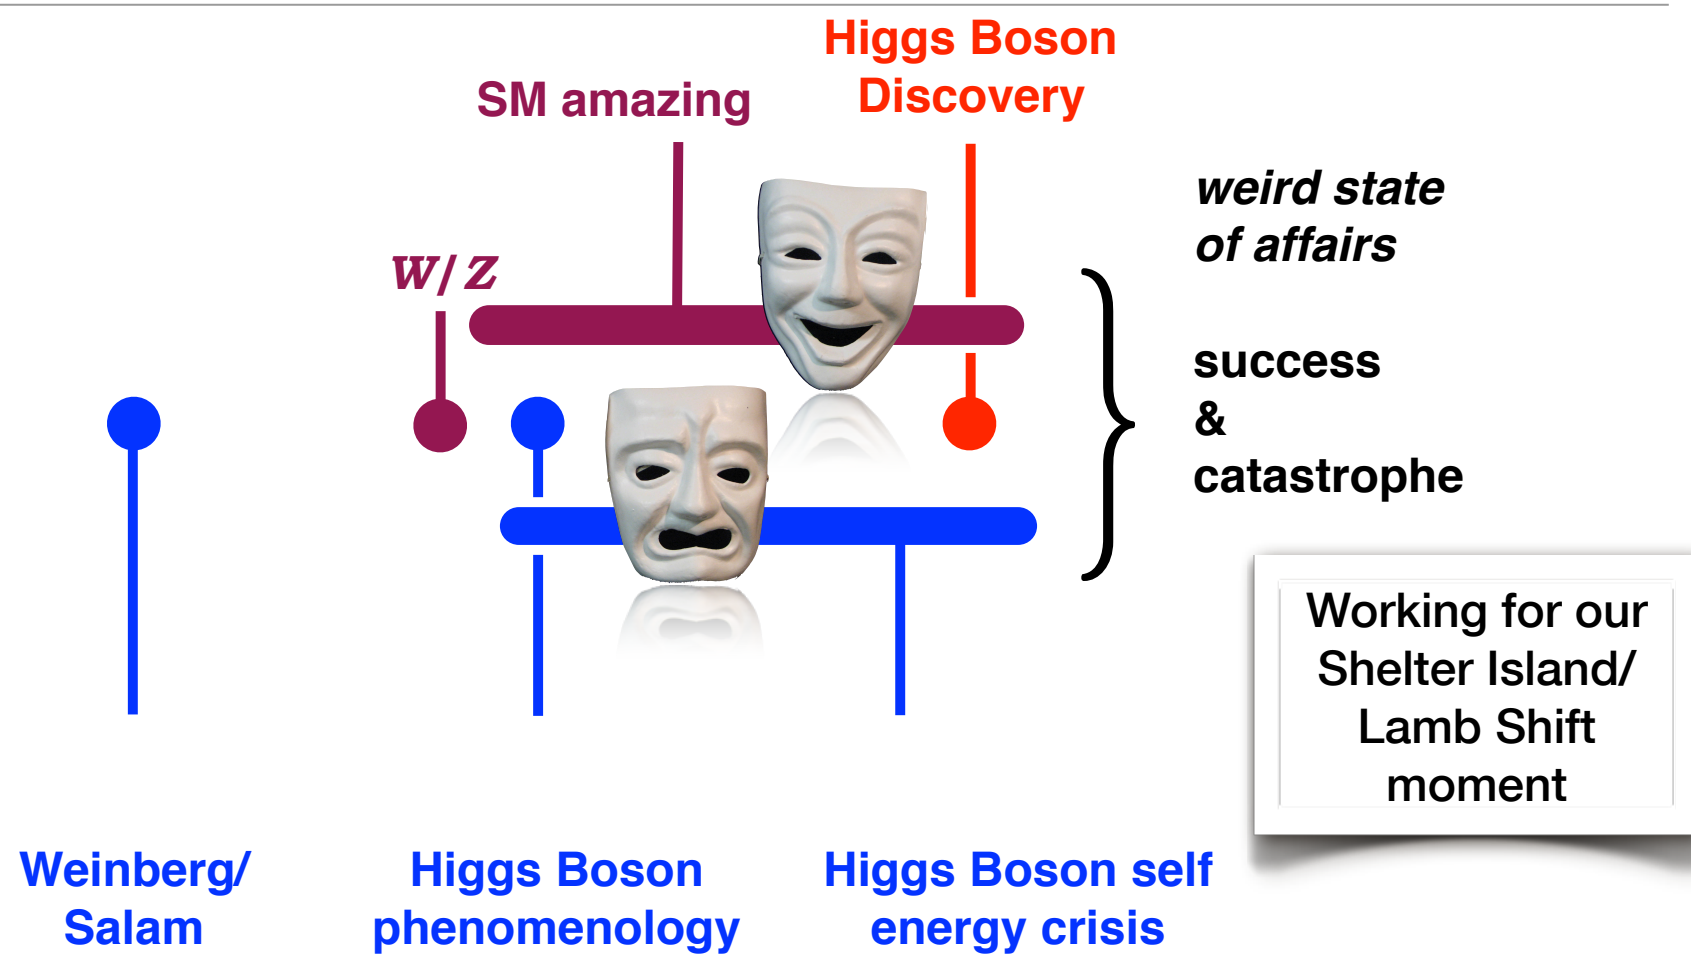 Higgs Boson
Discovery
SM amazing
weird state
of affairs
W/Z
success
&
catastrophe
Working for our
Shelter Island/
Lamb Shift
moment
Weinberg/
Salam
Higgs Boson
phenomenology
Higgs Boson self
energy crisis